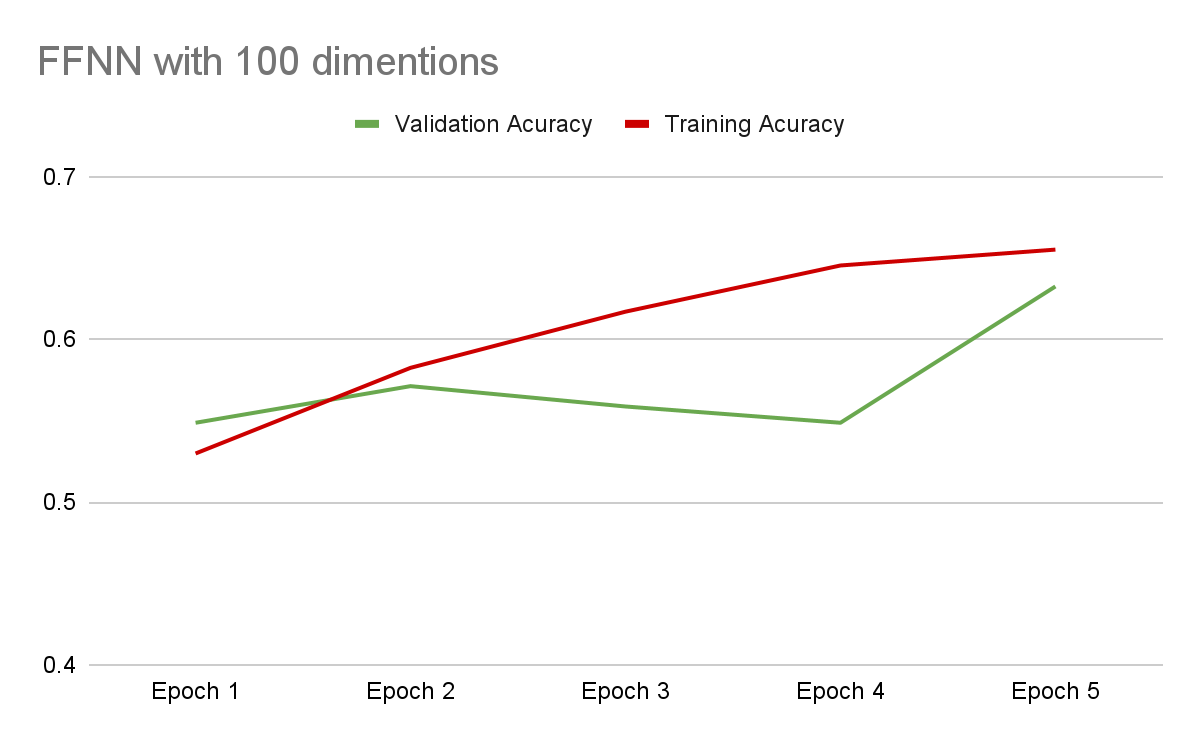 FFNN with 100 dimentions
Validation Acuracy Training Acuracy
0.7
0.6
0.5
0.4
Epoch 1 Epoch 2 Epoch 3 Epoch 4 Epoch 5